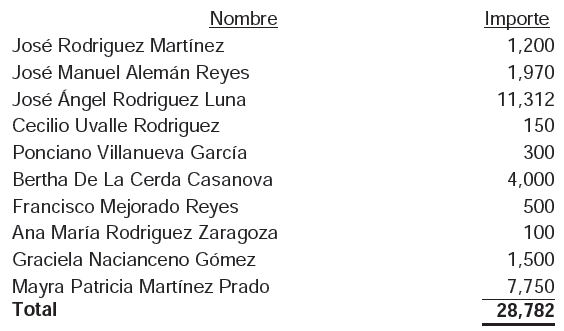 Nombre Importe
José Rodriguez Martínez 1,200
José Manuel Alemán Reyes 1,970
José Ángel Rodriguez Luna 11,312
Cecilio Uvalle Rodriguez 150
Ponciano Villanueva García 300
Bertha De La Cerda Casanova 4,000
Francisco Mejorado Reyes 500
Ana María Rodriguez Zaragoza 100
Graciela Nacianceno Gómez 1,500
Mayra Patricia Martínez Prado 7,750
Total 28,782